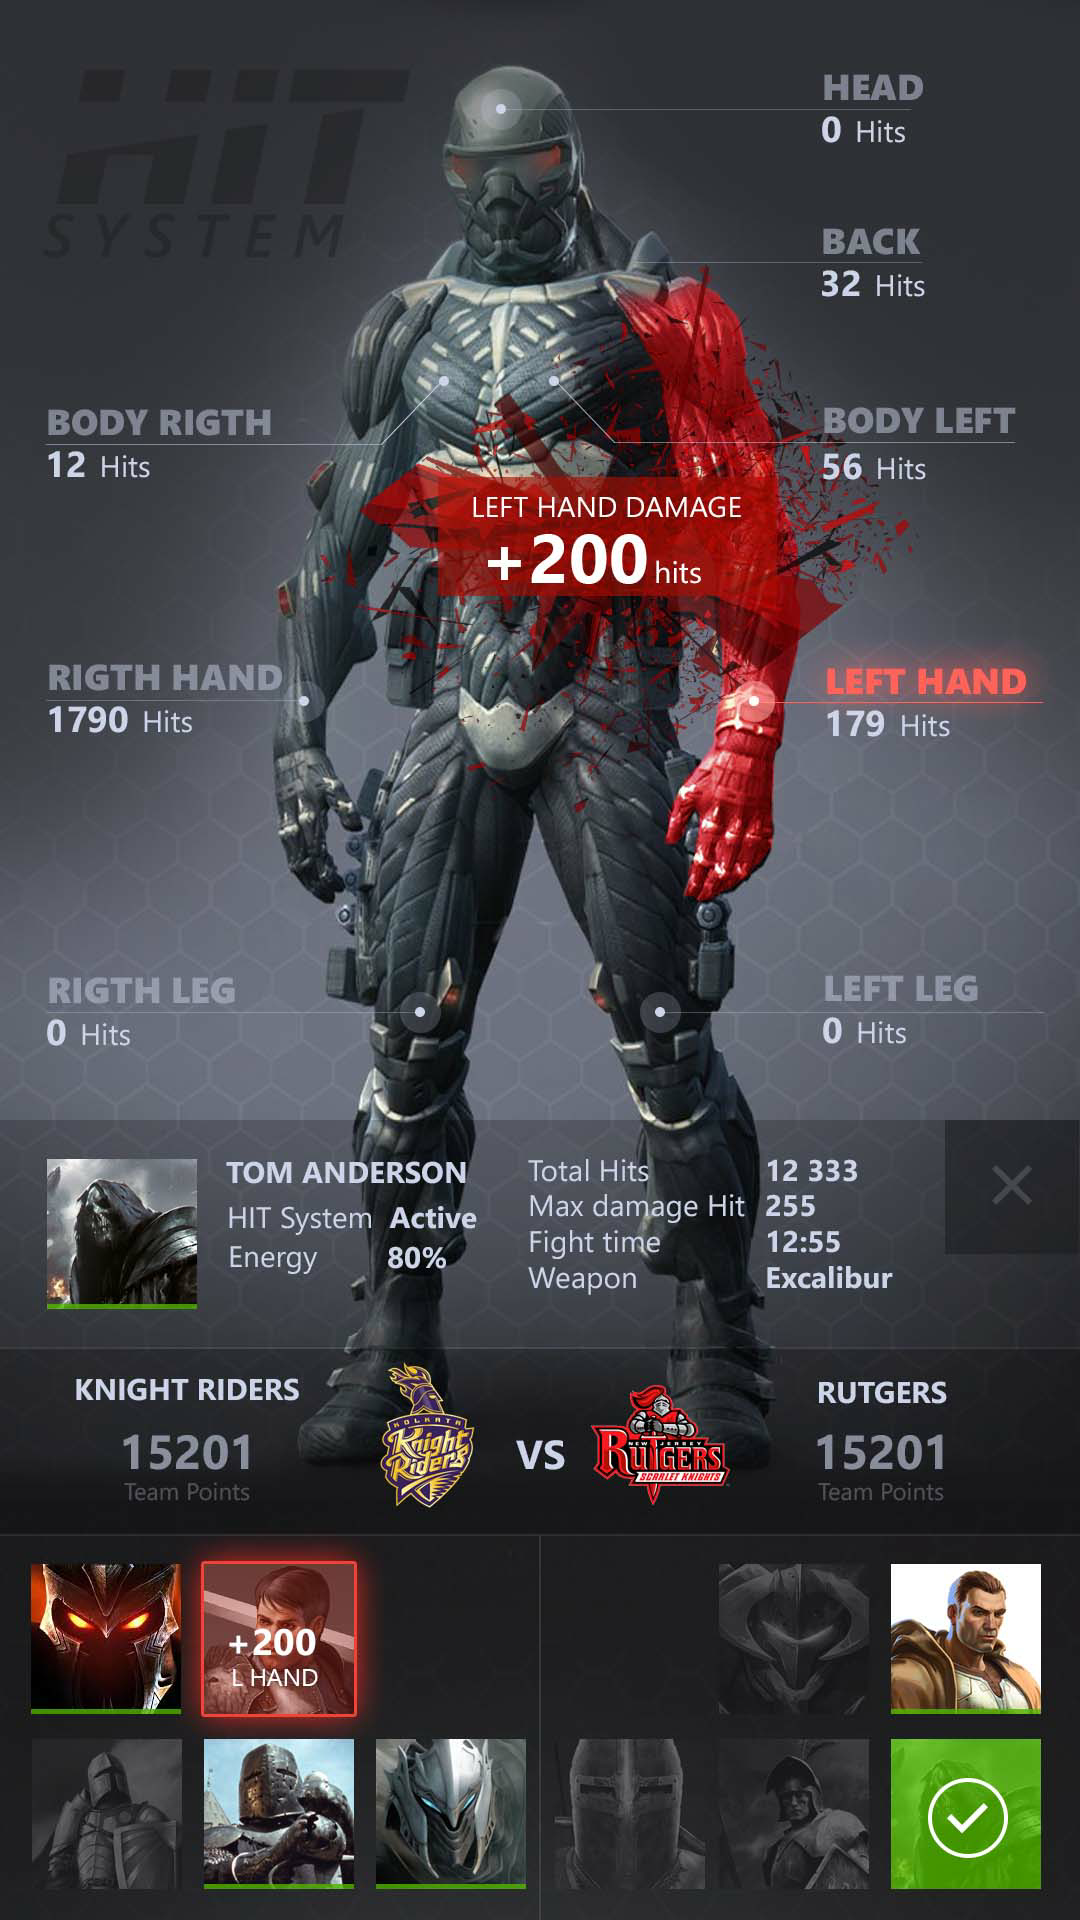 HiT
SYSTEM
HEAD
0 Hits
BACK
32 Hits
BODY RIGTH
12 Hits
BODY LEFT
56 Hits
LEFT HAND DAMAGE
+200 hits
RIGTH HAND
1790 Hits
LEFT HAND
179 Hits
RIGTH LEG
0 Hits
LEFT LEG
0 Hits
TOM ANDERSON
HIT System Active
Energy 80%
Total Hits 12 333
Max damage Hit 255
Fight time 12:55
Weapon Excalibur
KNIGHT RIDERS
15201
Team Points
KOLKATA
Knight
Riders
VS
NEW JERSEY
RUTGERS
SCARLET KNIGHTS
RUTGERS
15201
Team Points
+200
L HAND